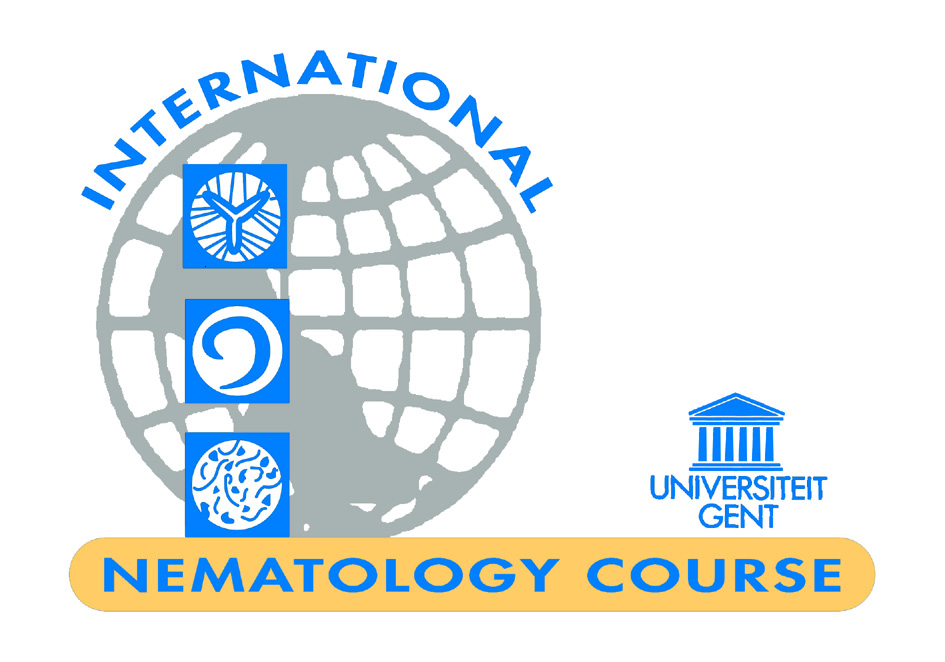 INTERNATIONAL
UNIVERSITEIT
GENT
NEMATOLOGY COURSE